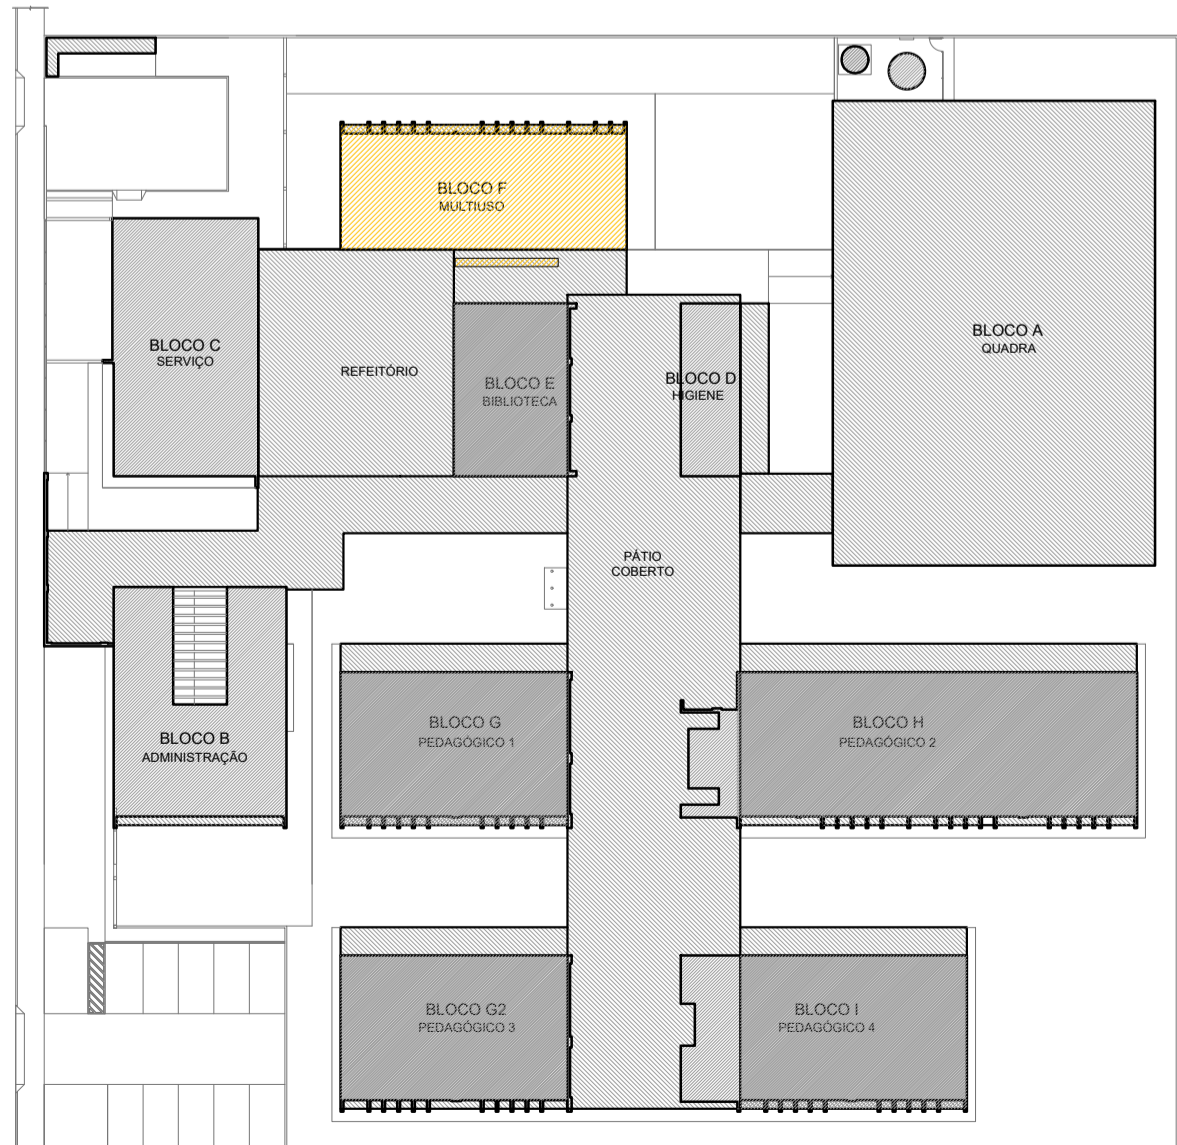 BLOCO F
MULTIUSO
BLOCO A
QUADRA
BLOCO C
SERVIÇO
REFEITÓRIO
BLOCO E
BIBLIOTECA
BLOCO D
HIGIENE
PÁTIO
COBERTO
BLOCO G
PEDAGÓGICO 1
BLOCO H
PEDAGÓGICO 2
BLOCO B
ADMINISTRAÇÃO
BLOCO G2
PEDAGÓGICO 3
BLOCO I
PEDAGÓGICO 4